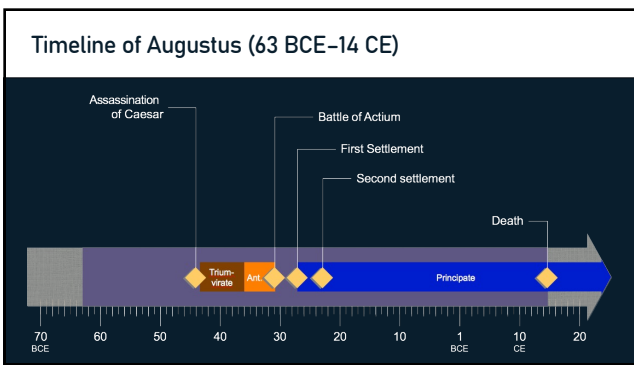 Timeline of Augustus (63 BCE–14 CE)
Assassination
of Caesar
Battle of Actium
First Settlement
Second settlement
Death
Trium-
virate
Ant.
Principate
70 60 50 40 30 20 10 1 10 20
BCE BCE CE